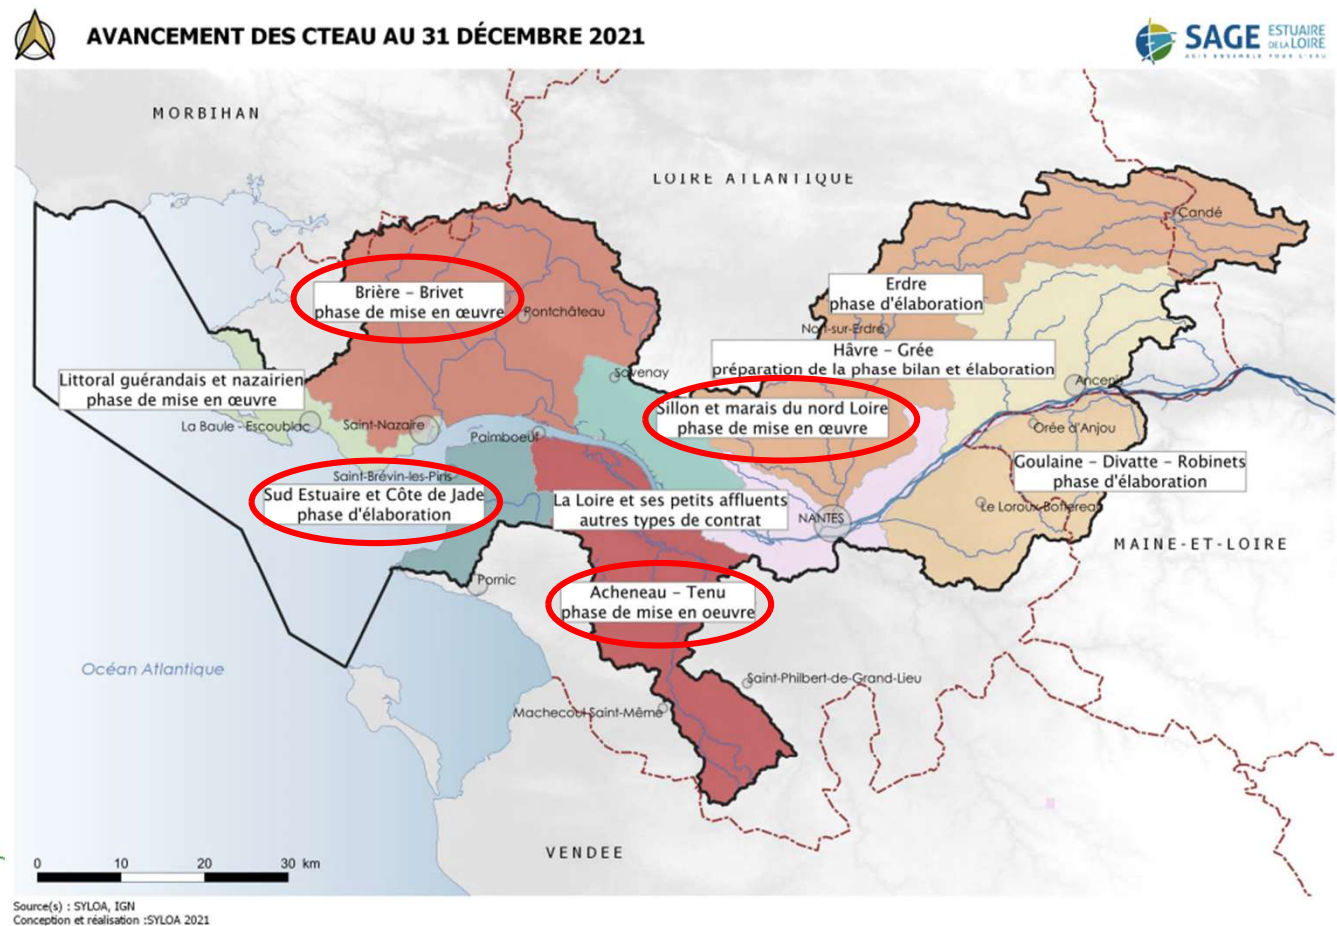 AVANCEMENT DES CTEAU AU 31 DÉCEMBRE 2021
SAGE ESTUAIRE DE LA LOIRE
AGIR ENSEMBLE POUR L'EAU
MORBIHAN
LOIRE ATLANTIQUE
Candé
Brière - Brivet
phase de mise en œuvre
Pontchâteau
Erdre
phase d'élaboration
Nort-sur-Erdre
Hâvre - Grée
préparation de la phase bilan et élaboration
Savenay
Ancenis
Littoral guérandais et nazairien
phase de mise en œuvre
Sillon et marais du nord Loire
phase de mise en œuvre
La Baule - Escoublac
Saint-Nazaire
Paimboeuf
Orée d'Anjou
Goulaine - Divatte - Robinets
phase d'élaboration
Saint-Brévin-les-Pins
Sud Estuaire et Côte de Jade
phase d'élaboration
La Loire et ses petits affluents
autres types de contrat
NANTES
Le Loroux-Bottereau
MAINE-ET-LOIRE
Pornic
Acheneau - Tenu
phase de mise en oeuvre
Océan Atlantique
Saint-Philbert-de-Grand-Lieu
Machecoul-Saint-Même
VENDEE
0 10 20 30 km
Source(s) : SYLOA, IGN
Conception et réalisation :SYLOA 2021